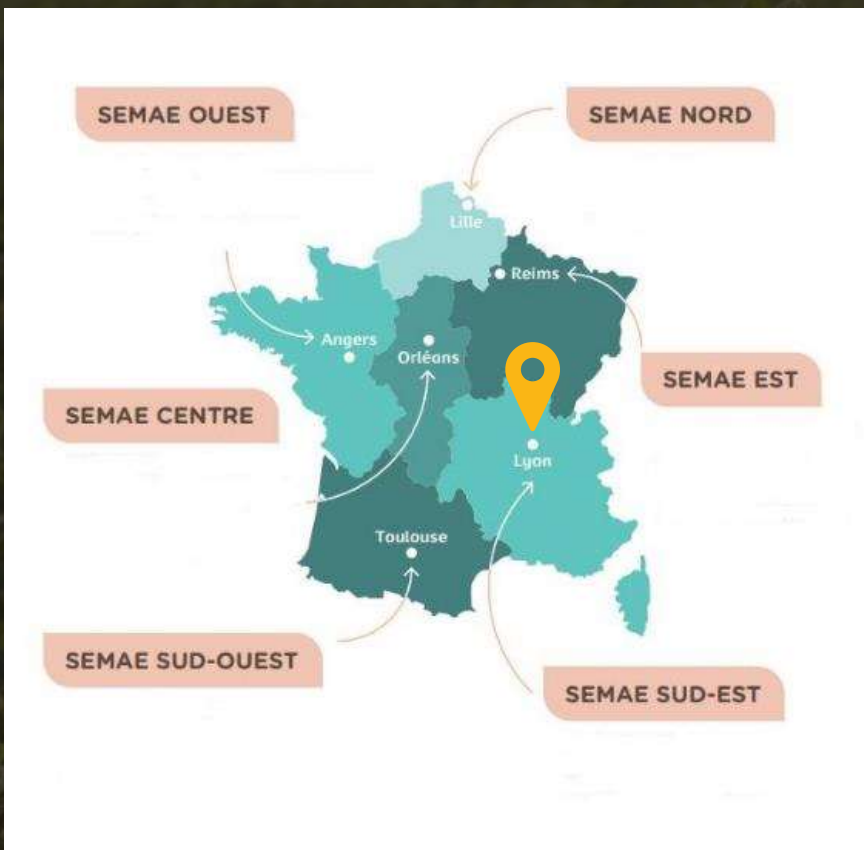 SEMAE OUEST
SEMAE NORD
Lille
Reims
Angers
Orléans
SEMAE EST
SEMAE CENTRE
Lyon
Toulouse
SEMAE SUD-OUEST
SEMAE SUD-EST